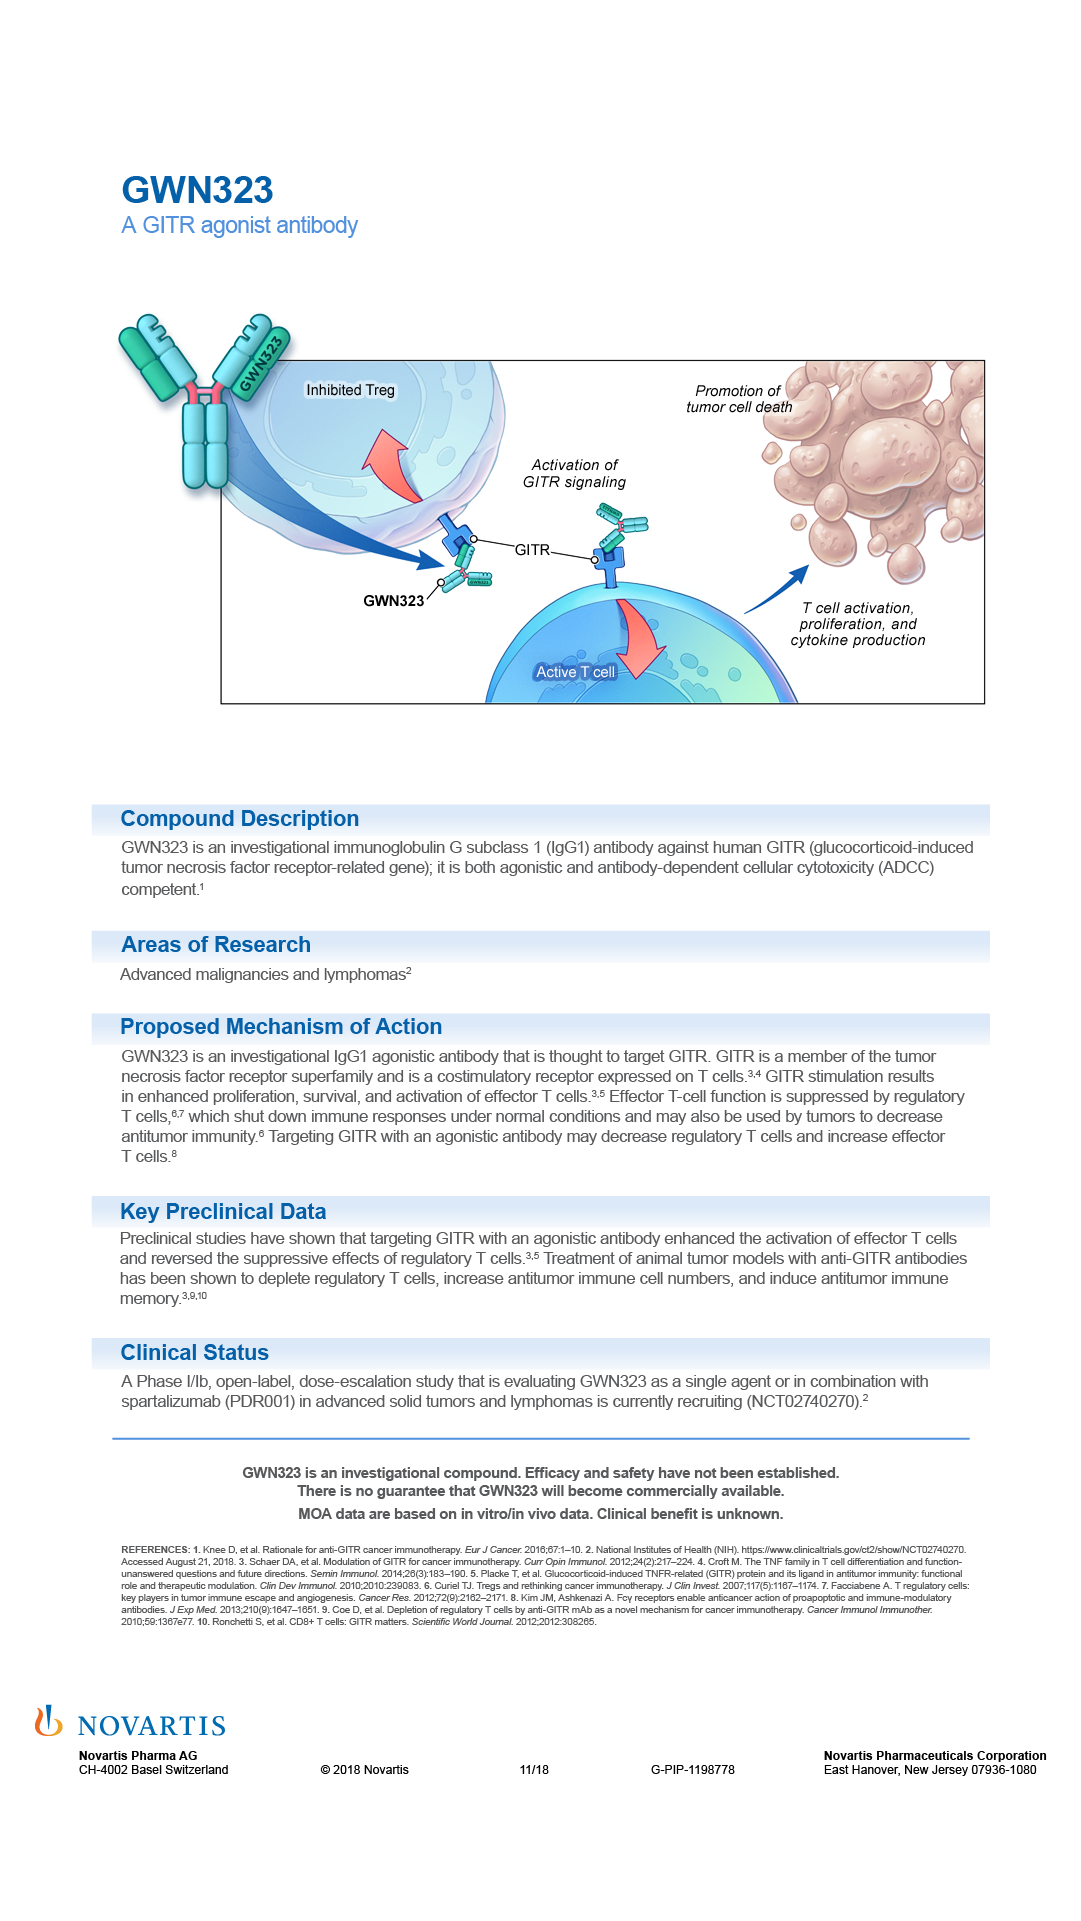 GWN323
A GITR agonist antibody
GWN323
Inhibited Treg
Promotion of
tumor cell death
Activation of
GITR signaling
GITR
GWN323
T cell activation,
proliferation, and
cytokine production
Active T cell
Compound Description
GWN323 is an investigational immunoglobulin G subclass 1 (IgG1) antibody against human GITR (glucocorticoid-induced
tumor necrosis factor receptor-related gene); it is both agonistic and antibody-dependent cellular cytotoxicity (ADCC)
competent.¹
Areas of Research
Advanced malignancies and lymphomas²
Proposed Mechanism of Action
GWN323 is an investigational IgG1 agonistic antibody that is thought to target GITR. GITR is a member of the tumor
necrosis factor receptor superfamily and is a costimulatory receptor expressed on T cells.³,⁴ GITR stimulation results
in enhanced proliferation, survival, and activation of effector T cells.³,⁵ Effector T-cell function is suppressed by regulatory
T cells,⁶,⁷ which shut down immune responses under normal conditions and may also be used by tumors to decrease
antitumor immunity.⁶ Targeting GITR with an agonistic antibody may decrease regulatory T cells and increase effector
T cells.⁸
Key Preclinical Data
Preclinical studies have shown that targeting GITR with an agonistic antibody enhanced the activation of effector T cells
and reversed the suppressive effects of regulatory T cells.³,⁵ Treatment of animal tumor models with anti-GITR antibodies
has been shown to deplete regulatory T cells, increase antitumor immune cell numbers, and induce antitumor immune
memory.³,⁹,¹⁰
Clinical Status
A Phase I/Ib, open-label, dose-escalation study that is evaluating GWN323 as a single agent or in combination with
spartalizumab (PDR001) in advanced solid tumors and lymphomas is currently recruiting (NCT02740270).²
GWN323 is an investigational compound. Efficacy and safety have not been established.
There is no guarantee that GWN323 will become commercially available.
MOA data are based on in vitro/in vivo data. Clinical benefit is unknown.
REFERENCES: 1. Knee D, et al. Rationale for anti-GITR cancer immunotherapy. Eur J Cancer. 2016;67:1–10. 2. National Institutes of Health (NIH). https://www.clinicaltrials.gov/ct2/show/NCT02740270.
Accessed August 21, 2018. 3. Schaer DA, et al. Modulation of GITR for cancer immunotherapy. Curr Opin Immunol. 2012;24(2):217–224. 4. Croft M. The TNF family in T cell differentiation and function-
unanswered questions and future directions. Semin Immunol. 2014;26(3):183–190. 5. Placke T, et al. Glucocorticoid-induced TNFR-related (GITR) protein and its ligand in antitumor immunity: functional
role and therapeutic modulation. Clin Dev Immunol. 2010;2010:239083. 6. Curiel TJ. Tregs and rethinking cancer immunotherapy. J Clin Invest. 2007;117(5):1167–1174. 7. Facciabene A. T regulatory cells:
key players in tumor immune escape and angiogenesis. Cancer Res. 2012;72(9):2162–2171. 8. Kim JM, Ashkenazi A. Fcγ receptors enable anticancer action of proapoptotic and immune-modulatory
antibodies. J Exp Med. 2013;210(9):1647–1651. 9. Coe D, et al. Depletion of regulatory T cells by anti-GITR mAb as a novel mechanism for cancer immunotherapy. Cancer Immunol Immunother.
2010;59:1367e77. 10. Ronchetti S, et al. CD8+ T cells: GITR matters. Scientific World Journal. 2012;2012:308265.
NOVARTIS
Novartis Pharma AG
CH-4002 Basel Switzerland
© 2018 Novartis
11/18
G-PIP-1198778
Novartis Pharmaceuticals Corporation
East Hanover, New Jersey 07936-1080